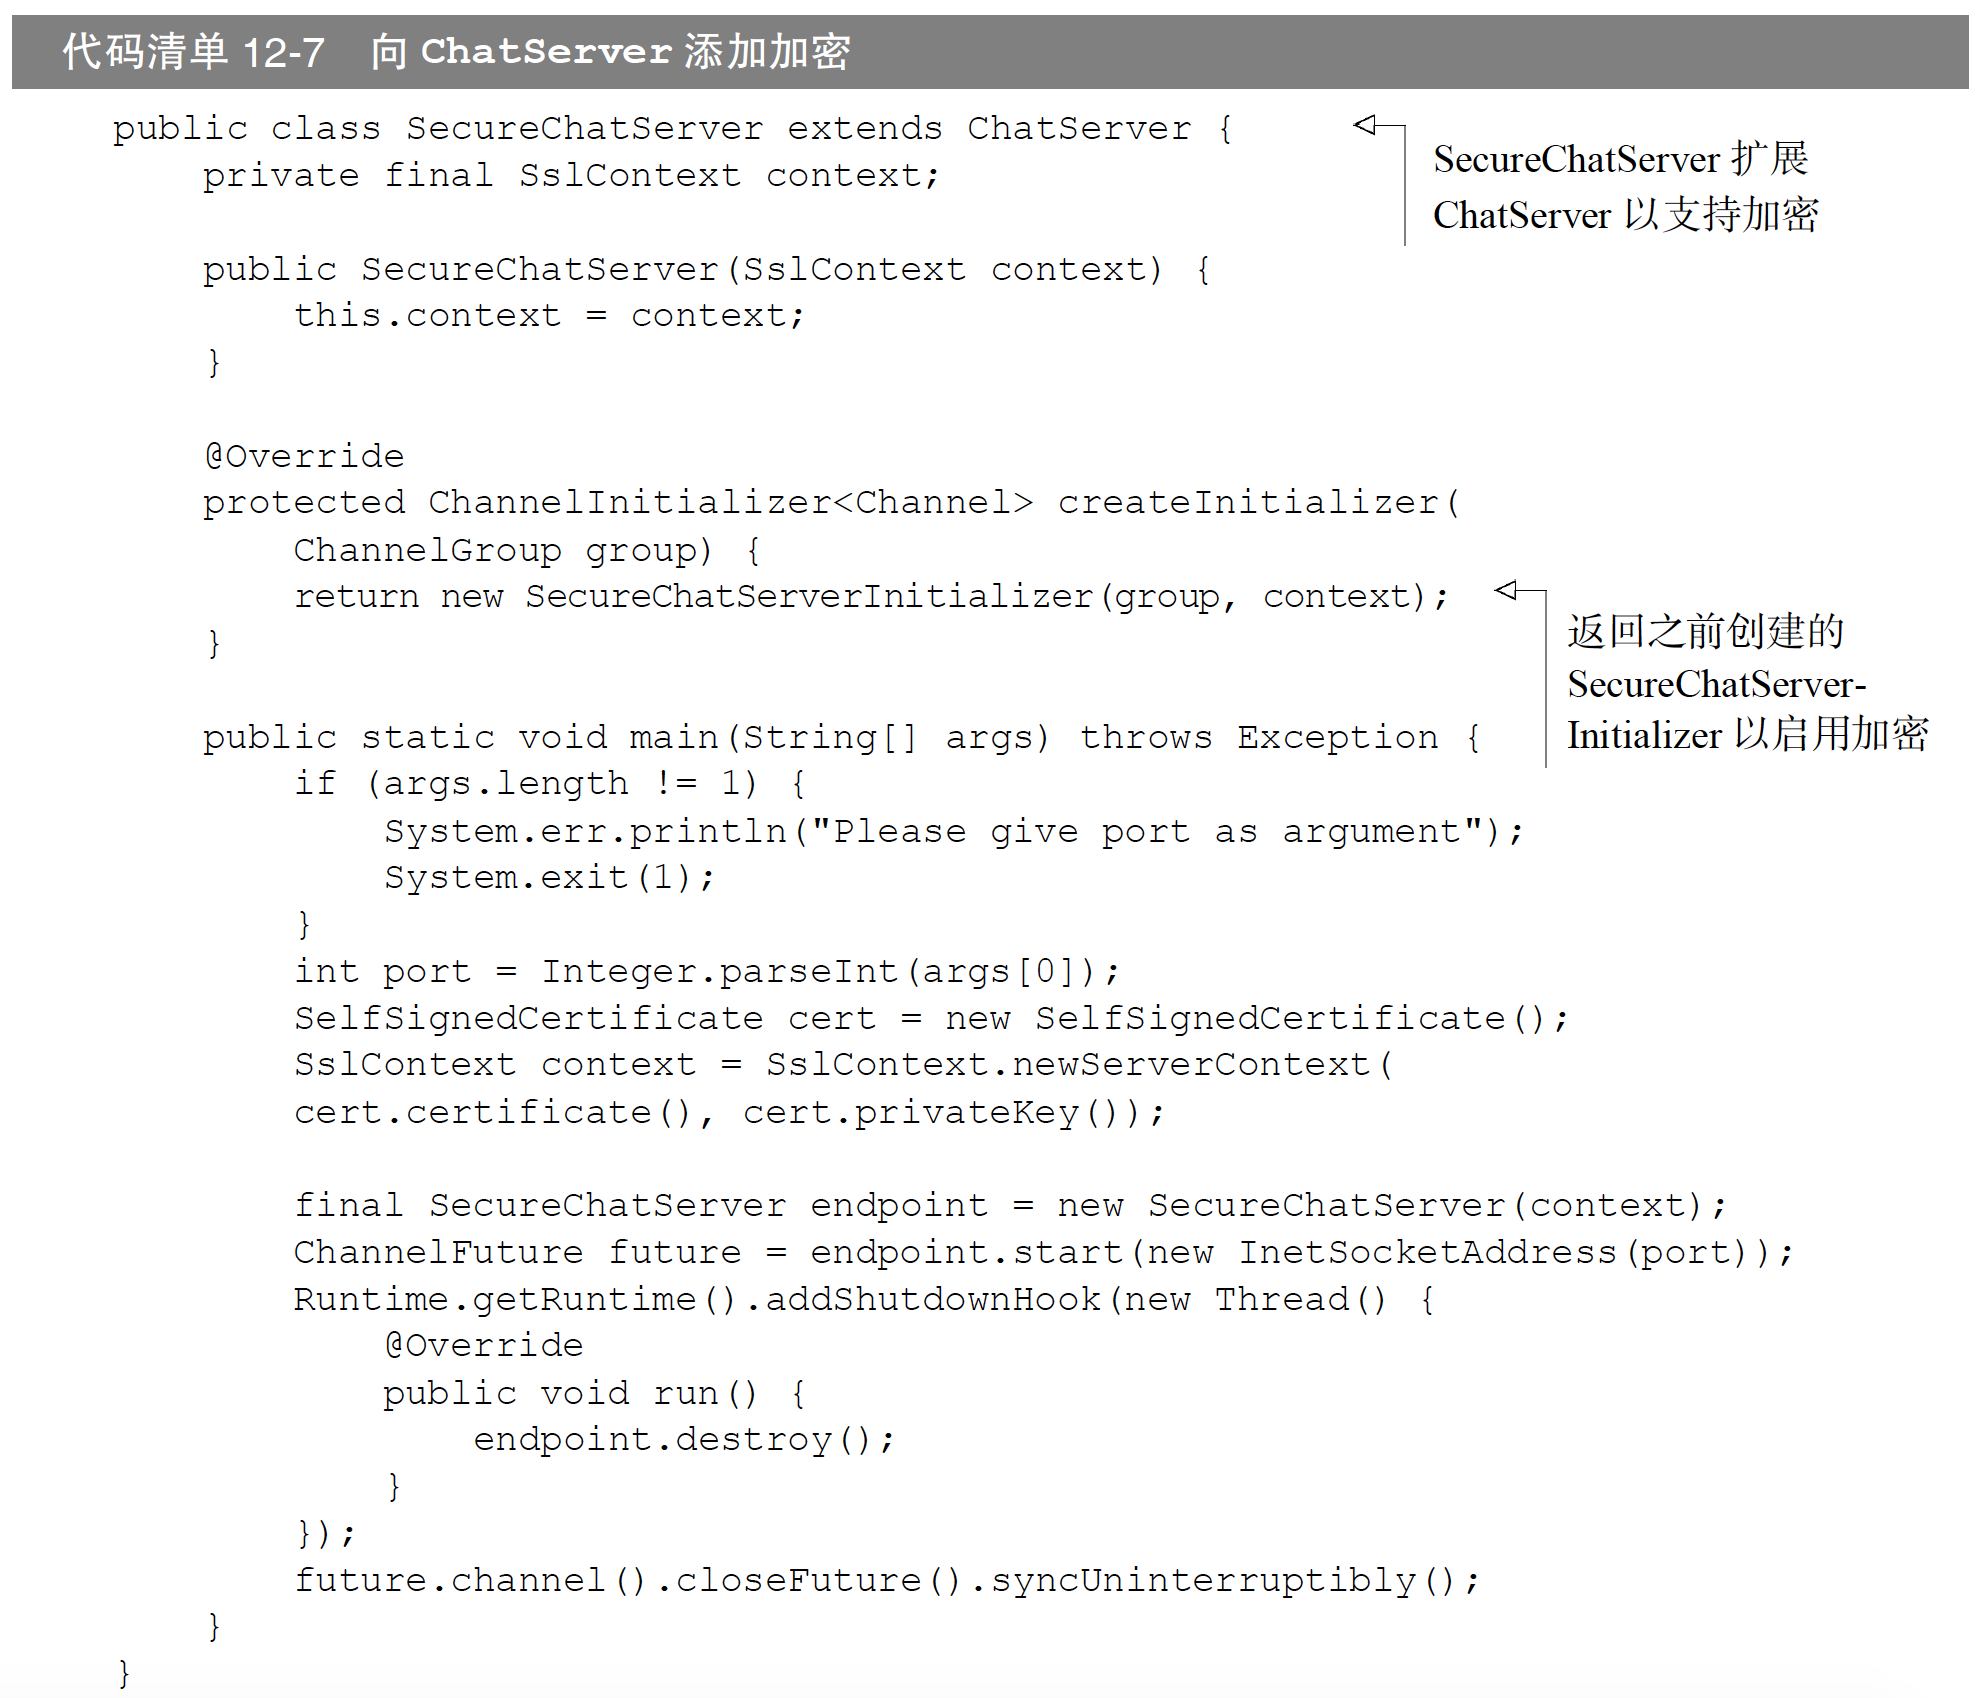 代码清单 12-7 向 ChatServer 添加加密
public class SecureChatServer extends ChatServer {
SecureChatServer 扩展
ChatServer 以支持加密
    private final SslContext context;

    public SecureChatServer(SslContext context) {
        this.context = context;
    }

    @Override
    protected ChannelInitializer<Channel> createInitializer(
        ChannelGroup group) {
        return new SecureChatServerInitializer(group, context);
返回之前创建的
SecureChatServer-
Initializer 以启用加密
    }

    public static void main(String[] args) throws Exception {
        if (args.length != 1) {
            System.err.println("Please give port as argument");
            System.exit(1);
        }
        int port = Integer.parseInt(args[0]);
        SelfSignedCertificate cert = new SelfSignedCertificate();
        SslContext context = SslContext.newServerContext(
        cert.certificate(), cert.privateKey());

        final SecureChatServer endpoint = new SecureChatServer(context);
        ChannelFuture future = endpoint.start(new InetSocketAddress(port));
        Runtime.getRuntime().addShutdownHook(new Thread() {
            @Override
            public void run() {
                endpoint.destroy();
            }
        });
        future.channel().closeFuture().syncUninterruptibly();
    }
}